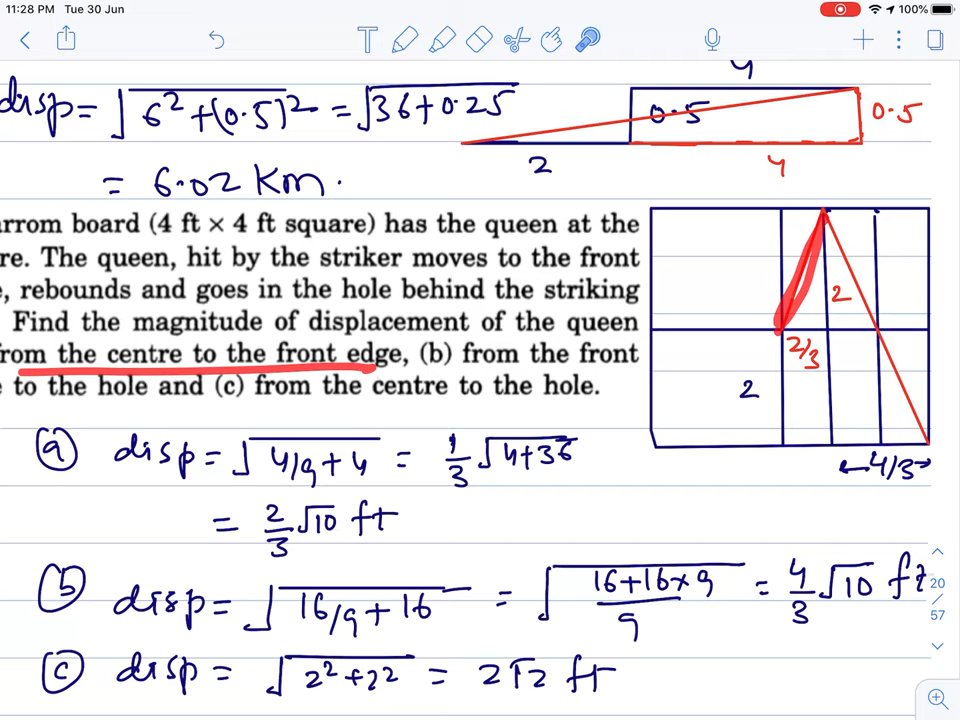 11:28 PM Tue 30 Jun 100%
T
4
disp = √6² + (0.5)² = √36 + 0.25
0.5 0.5
2 4
= 6.02 Km.
arrom board (4 ft × 4 ft square) has the queen at the
re. The queen, hit by the striker moves to the front
e, rebounds and goes in the hole behind the striking
Find the magnitude of displacement of the queen
from the centre to the front edge, (b) from the front
e to the hole and (c) from the centre to the hole.
2
2/3
2
4/3
(a) disp = √4/9 + 4 = 1/3 √4+36
= 2/3 √10 ft
(b) disp = √16/9 + 16 = √(16+16×9)/9 = 4/3 √10 ft
20 / 57
(c) disp = √2² + 2² = 2√2 ft